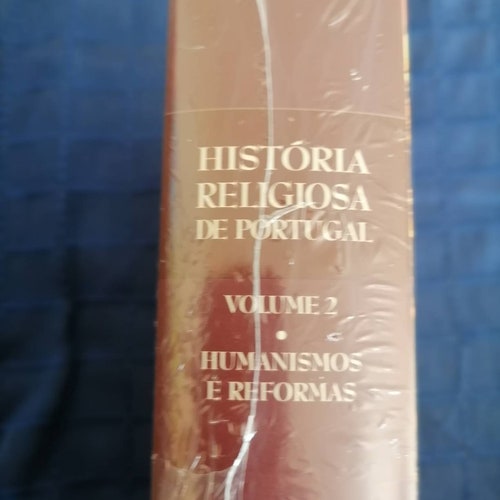 HISTÓRIA
RELIGIOSA
DE PORTUGAL
VOLUME 2
•
HUMANISMOS
E REFORMAS